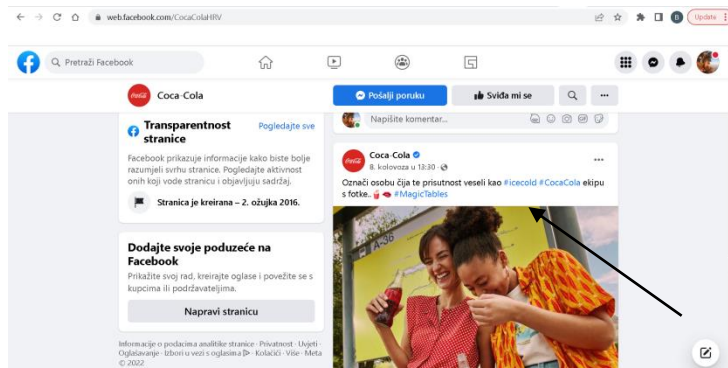 web.facebook.com/CocaColaHRV
B
Update
Pretraži Facebook
Coca-Cola
Pošalji poruku
Sviđa mi se
Transparentnost stranice
Pogledajte sve
Facebook prikazuje informacije kako biste bolje
razumjeli svrhu stranice. Pogledajte aktivnost
onih koji vode stranicu i objavljuju sadržaj.
Stranica je kreirana – 2. ožujka 2016.
Dodajte svoje poduzeće na
Facebook
Prikažite svoj rad, kreirajte oglase i povežite se s
kupcima ili podržavateljima.
Napravi stranicu
Informacije o podacima analitike stranice · Privatnost · Uvjeti ·
Oglašavanje · Izbori u vezi s oglasima · Kolačići · Više · Meta
© 2022
Napišite komentar...
GIF
Coca-Cola
8. kolovoza u 13:30 ·
Označi osobu čija te prisutnost veseli kao #icecold #CocaCola ekipu
s fotke.. #MagicTables
A-36